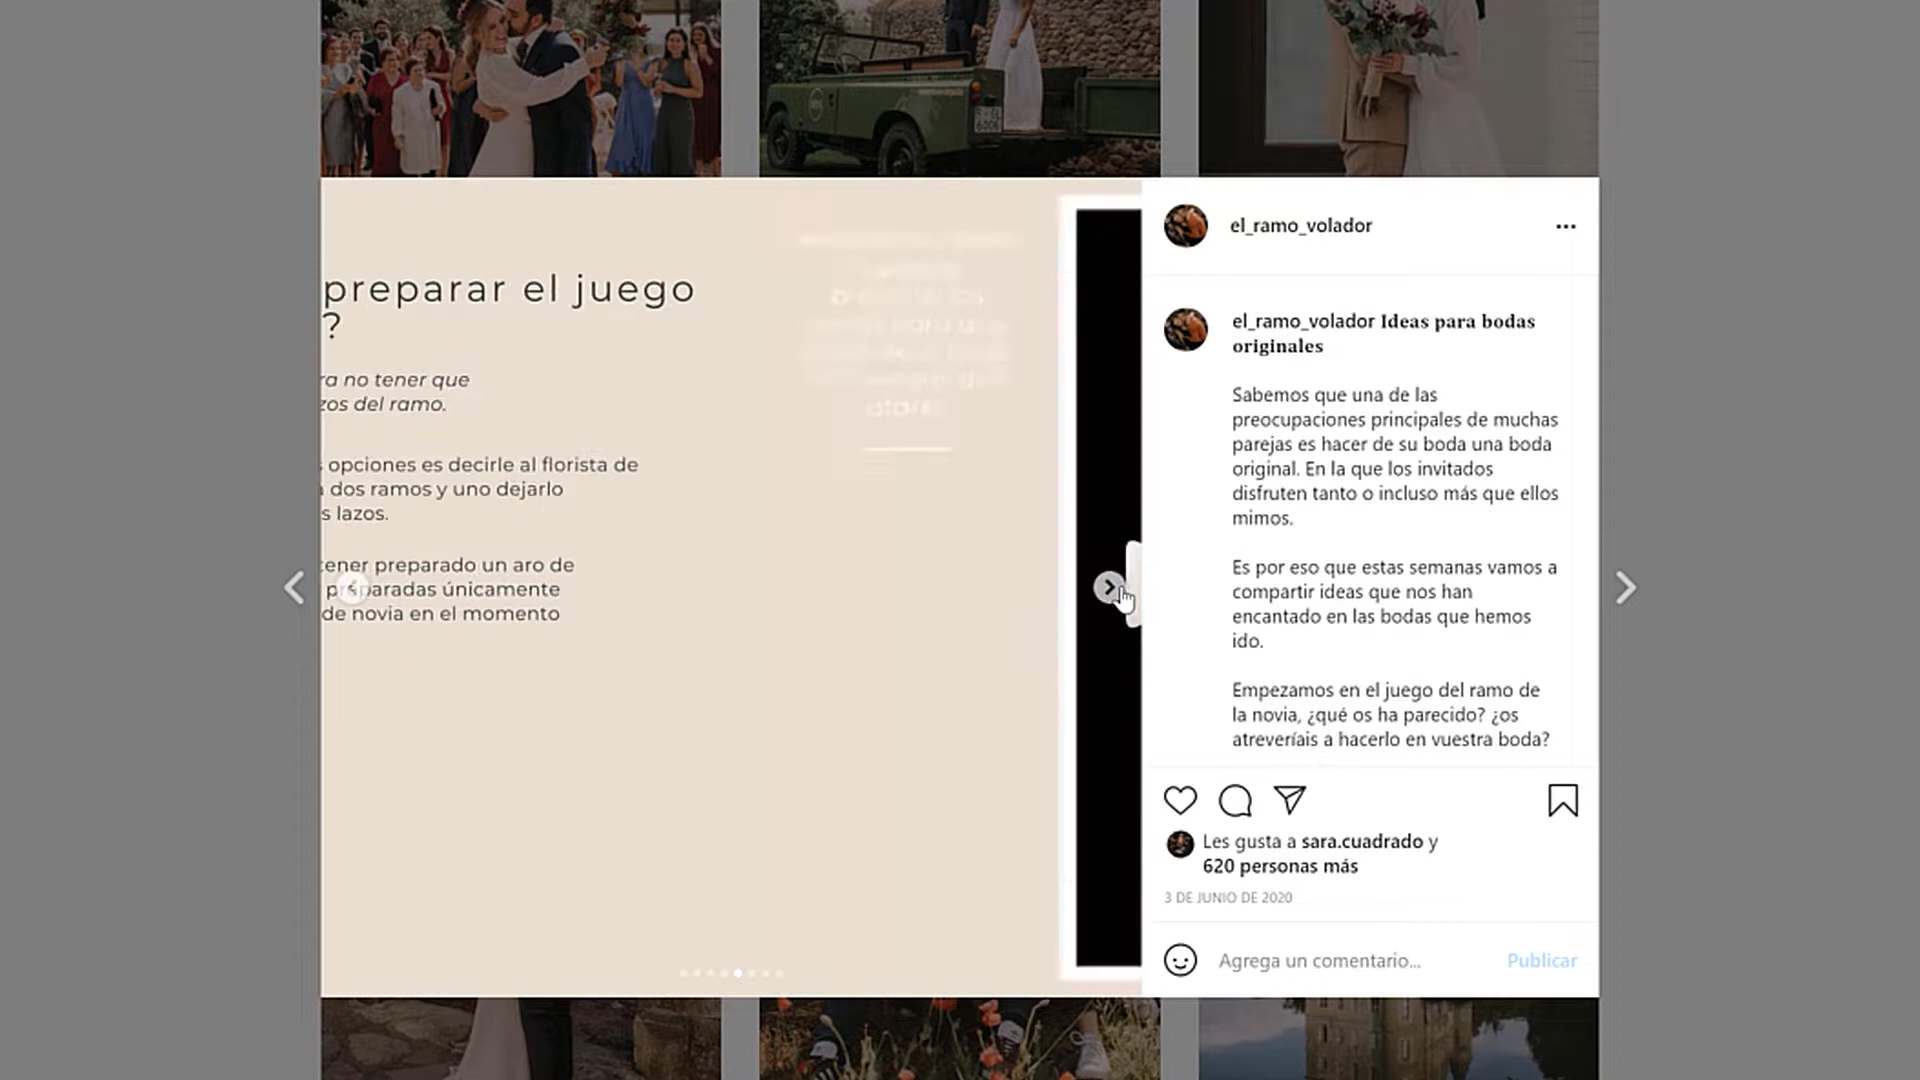 preparar el juego
?
ra no tener que
zos del ramo.
s opciones es decirle al florista de
dos ramos y uno dejarlo
s lazos.
tener preparado un aro de
preparadas únicamente
de novia en el momento
el_ramo_volador
el_ramo_volador Ideas para bodas
originales
Sabemos que una de las
preocupaciones principales de muchas
parejas es hacer de su boda una boda
original. En la que los invitados
disfruten tanto o incluso más que ellos
mimos.
Es por eso que estas semanas vamos a
compartir ideas que nos han
encantado en las bodas que hemos
ido.
Empezamos en el juego del ramo de
la novia, ¿qué os ha parecido? ¿os
atreveríais a hacerlo en vuestra boda?
Les gusta a sara.cuadrado y
620 personas más
3 DE JUNIO DE 2020
Agrega un comentario...
Publicar